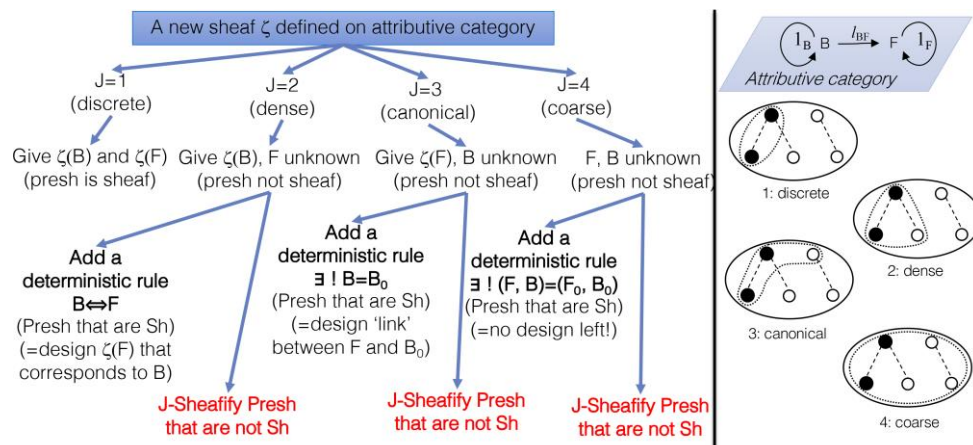 A new sheaf ζ defined on attributive category
J=1
(discrete)
J=2
(dense)
J=3
(canonical)
J=4
(coarse)
Give ζ(B) and ζ(F)
(presh is sheaf)
Give ζ(B), F unknown
(presh not sheaf)
Give ζ(F), B unknown
(presh not sheaf)
F, B unknown
(presh not sheaf)
Add a
deterministic rule
B⇔F
(Presh that are Sh)
(=design ζ(F) that
corresponds to B)
Add a
deterministic rule
∃ ! B=B₀
(Presh that are Sh)
(=design ‘link’
between F and B₀)
Add a
deterministic rule
∃ ! (F, B)=(F₀, B₀)
(Presh that are Sh)
(=no design left!)
J-Sheafify Presh
that are not Sh
J-Sheafify Presh
that are not Sh
J-Sheafify Presh
that are not Sh
1_B B l_BF F 1_F
Attributive category
1: discrete
2: dense
3: canonical
4: coarse